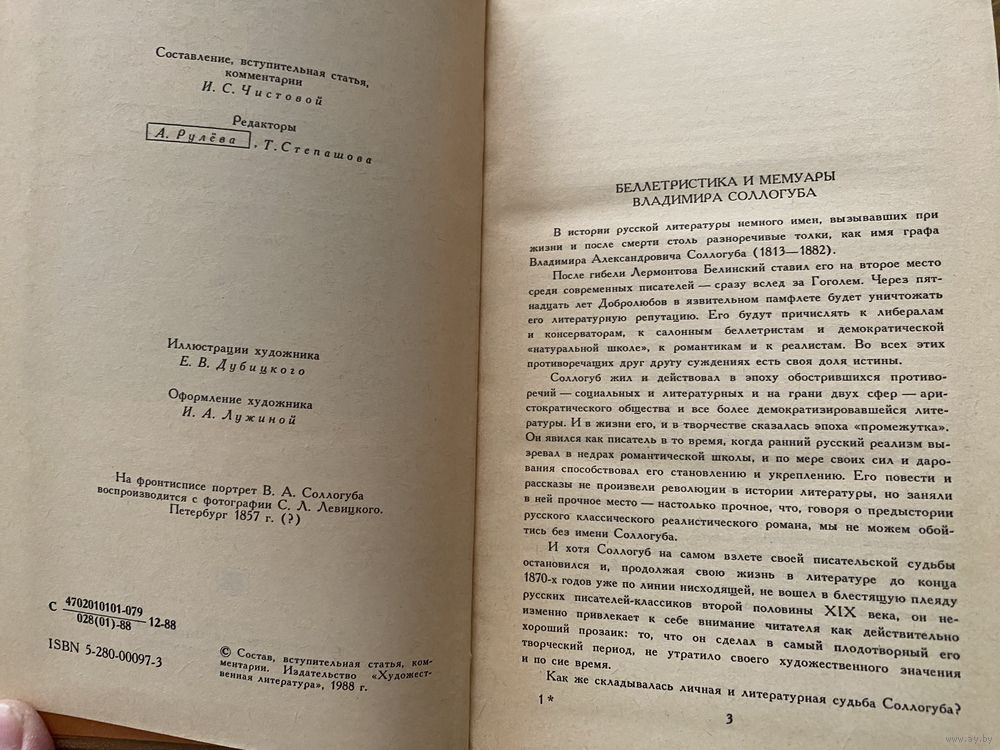 Составление, вступительная статья,
комментарии
И. С. Чистовой
Редакторы
А. Рулёва, Т. Степашова
Иллюстрации художника
Е. В. Дубицкого
Оформление художника
И. А. Лужиной
На фронтисписе портрет В. А. Соллогуба
воспроизводится с фотографии С. Л. Левицкого.
Петербург 1857 г. (?)
С 4702010101-079
028(01)-88 12-88
ISBN 5-280-00097-3
© Состав, вступительная статья, ком-
ментарии. Издательство «Художест-
венная литература», 1988 г.
БЕЛЛЕТРИСТИКА И МЕМУАРЫ
ВЛАДИМИРА СОЛЛОГУБА
В истории русской литературы немного имен, вызывавших при
жизни и после смерти столь разноречивые толки, как имя графа
Владимира Александровича Соллогуба (1813—1882).
После гибели Лермонтова Белинский ставил его на второе место
среди современных писателей — сразу вслед за Гоголем. Через пят-
надцать лет Добролюбов в язвительном памфлете будет уничтожать
его литературную репутацию. Его будут причислять к либералам
и консерваторам, к салонным беллетристам и демократической
«натуральной школе», к романтикам и к реалистам. Во всех этих
противоречащих друг другу суждениях есть своя доля истины.
Соллогуб жил и действовал в эпоху обострившихся противо-
речий — социальных и литературных и на грани двух сфер — ари-
стократического общества и все более демократизировавшейся лите-
ратуры. И в жизни его, и в творчестве сказалась эпоха «промежутка».
Он явился как писатель в то время, когда ранний русский реализм вы-
зревал в недрах романтической школы, и по мере своих сил и даро-
вания способствовал его становлению и укреплению. Его повести и
рассказы не произвели революции в истории литературы, но заняли
в ней прочное место — настолько прочное, что, говоря о предыстории
русского классического реалистического романа, мы не можем обой-
тись без имени Соллогуба.
И хотя Соллогуб на самом взлете своей писательской судьбы
остановился и, продолжая свою жизнь в литературе до конца
1870-х годов уже по линии нисходящей, не вошел в блестящую плеяду
русских писателей-классиков второй половины XIX века, он не-
изменно привлекает к себе внимание читателя как действительно
хороший прозаик: то, что он сделал в самый плодотворный его
творческий период, не утратило своего художественного значения
и по сие время.
Как же складывалась личная и литературная судьба Соллогуба?
1 *
3
www.ay.by